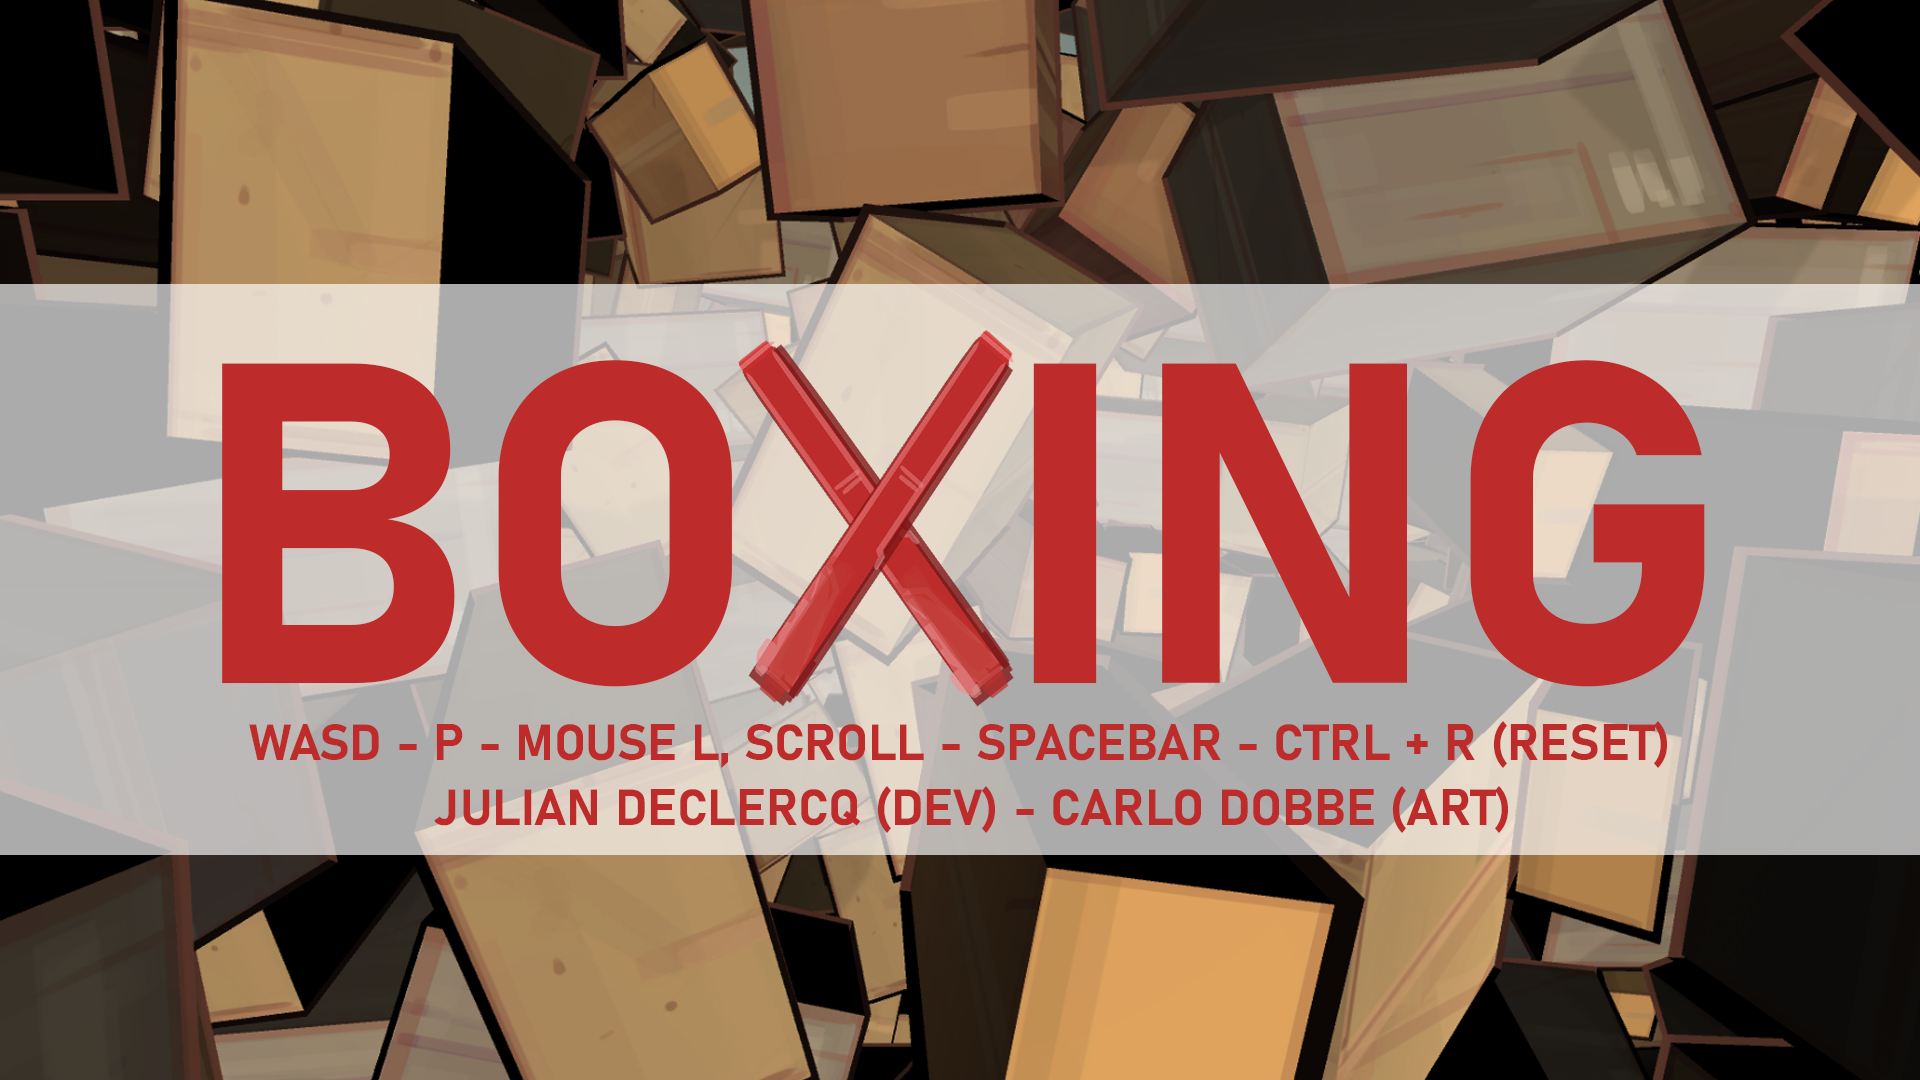 BOXING
WASD - P - MOUSE L, SCROLL - SPACEBAR - CTRL + R (RESET)
JULIAN DECLERCQ (DEV) - CARLO DOBBE (ART)